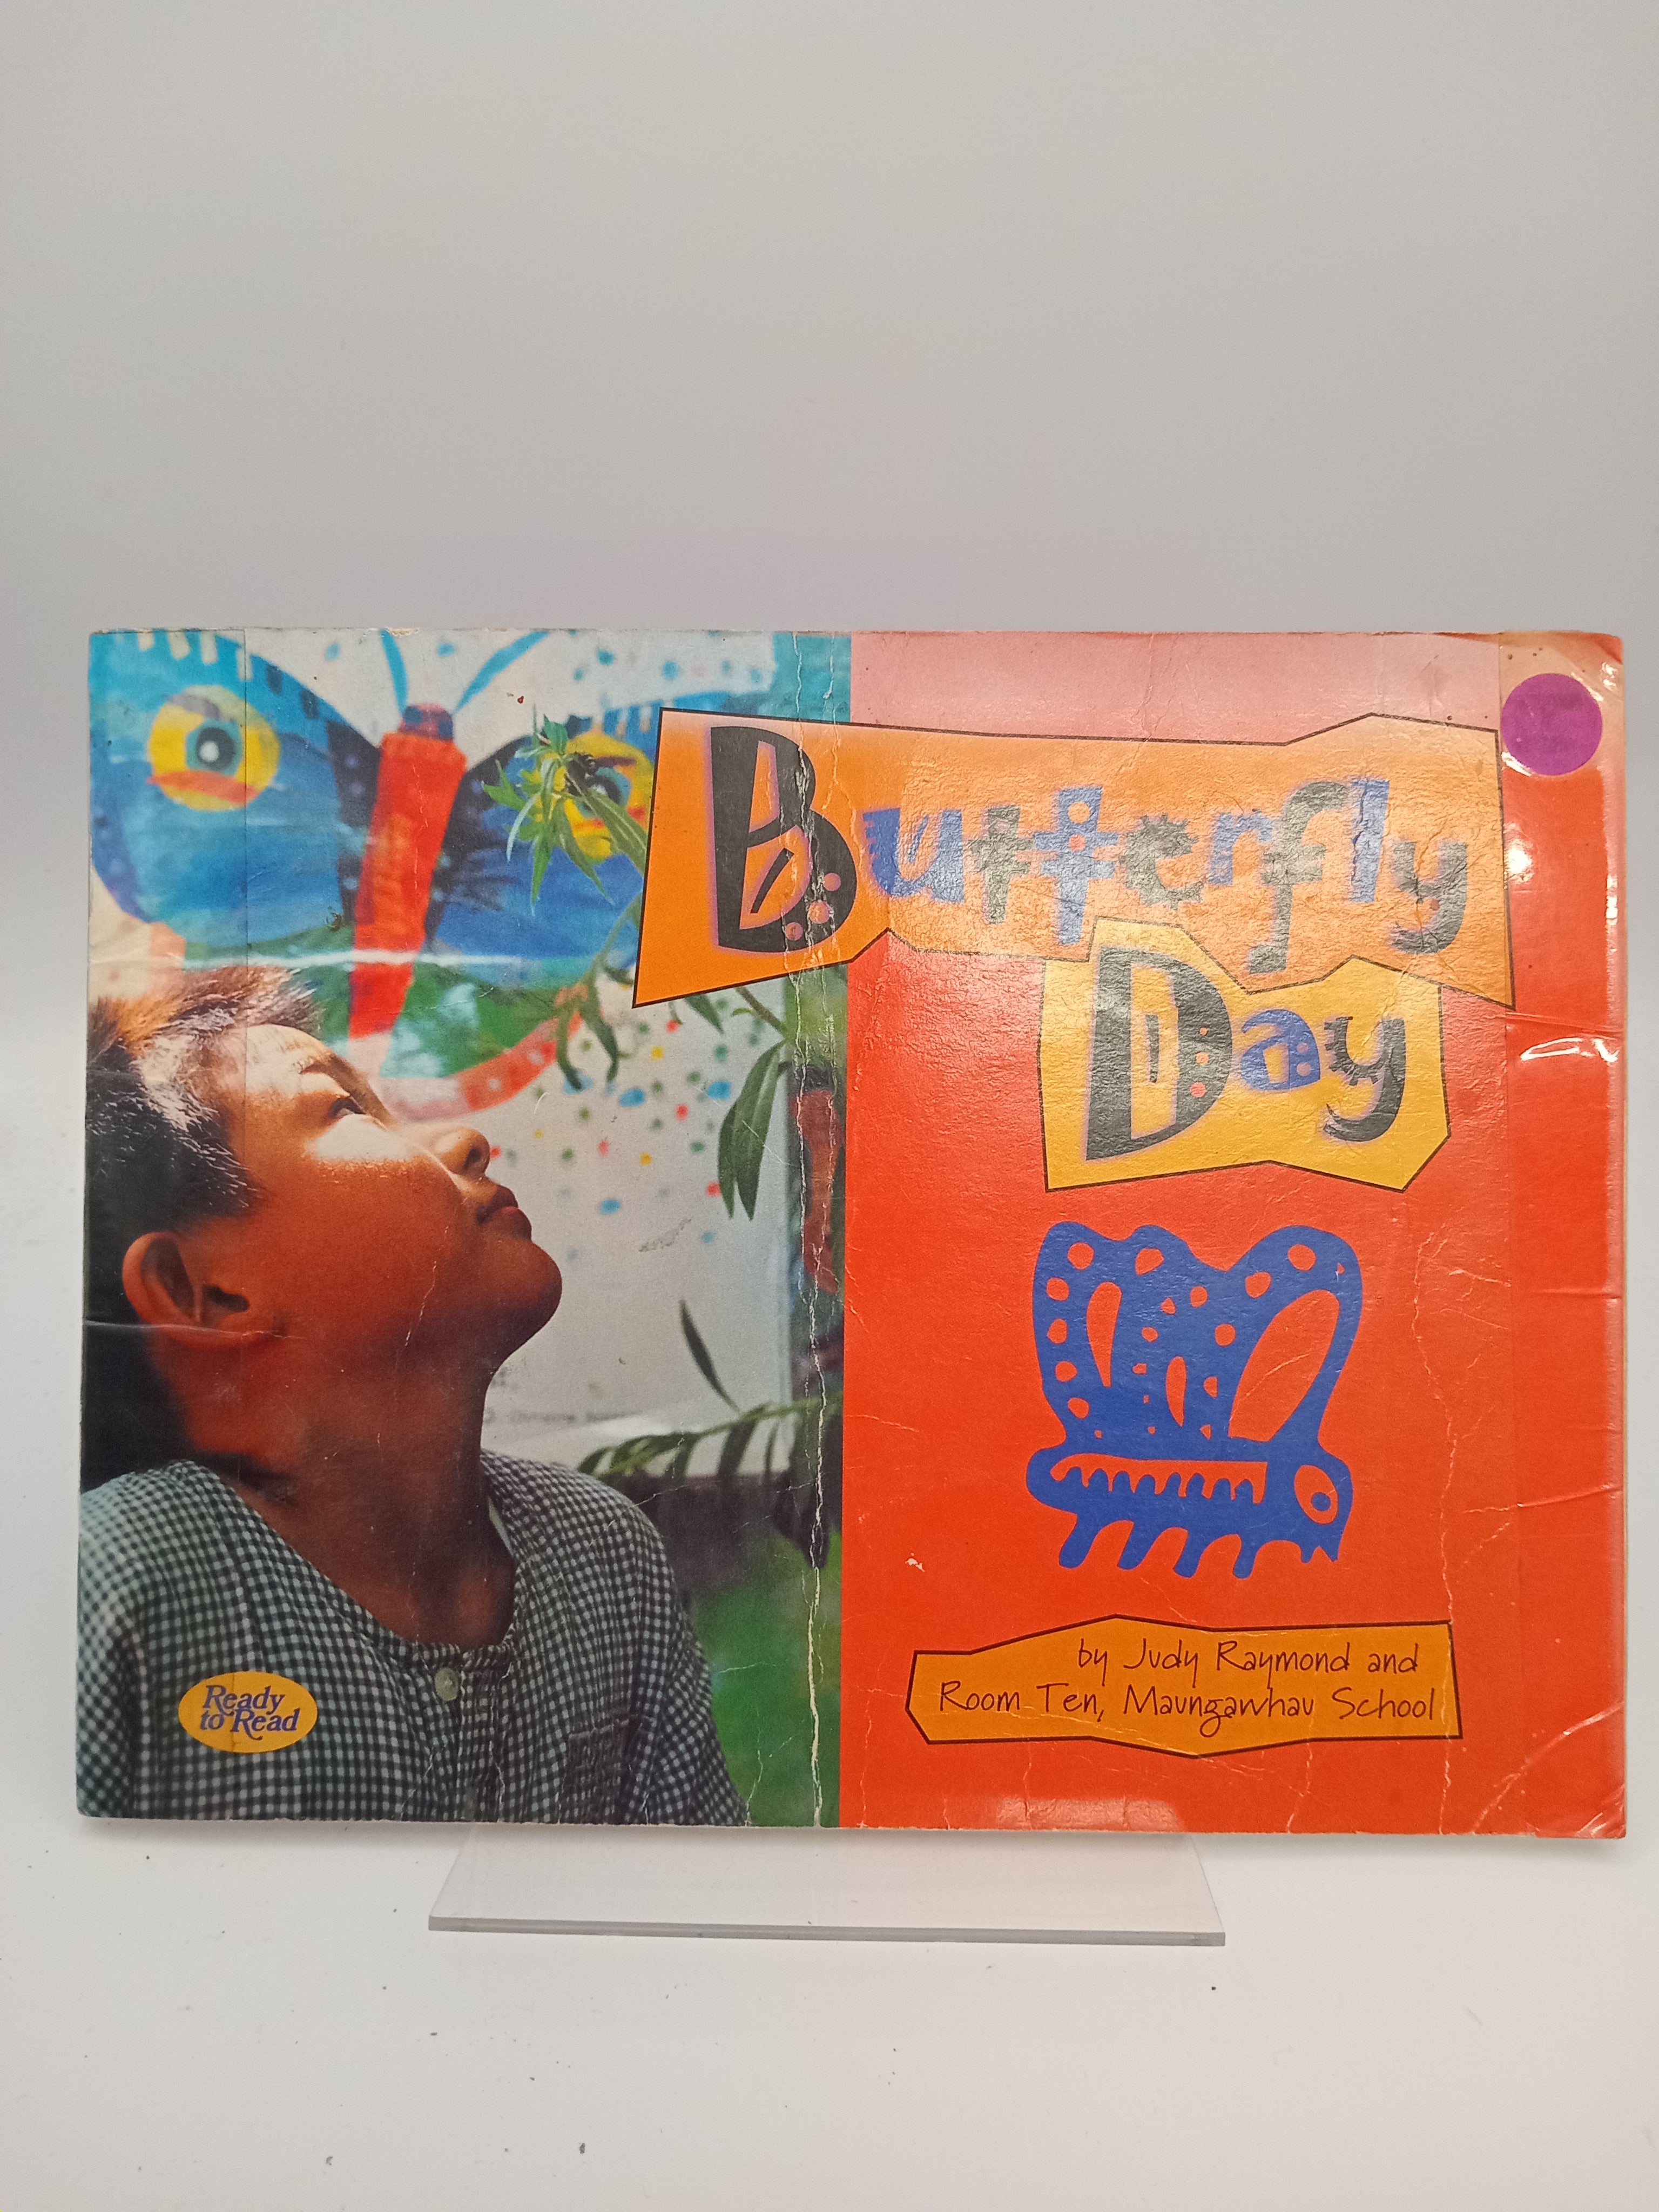 Butterfly
Day
by Judy Raymond and
Room Ten, Maungawhau School
Ready
to Read